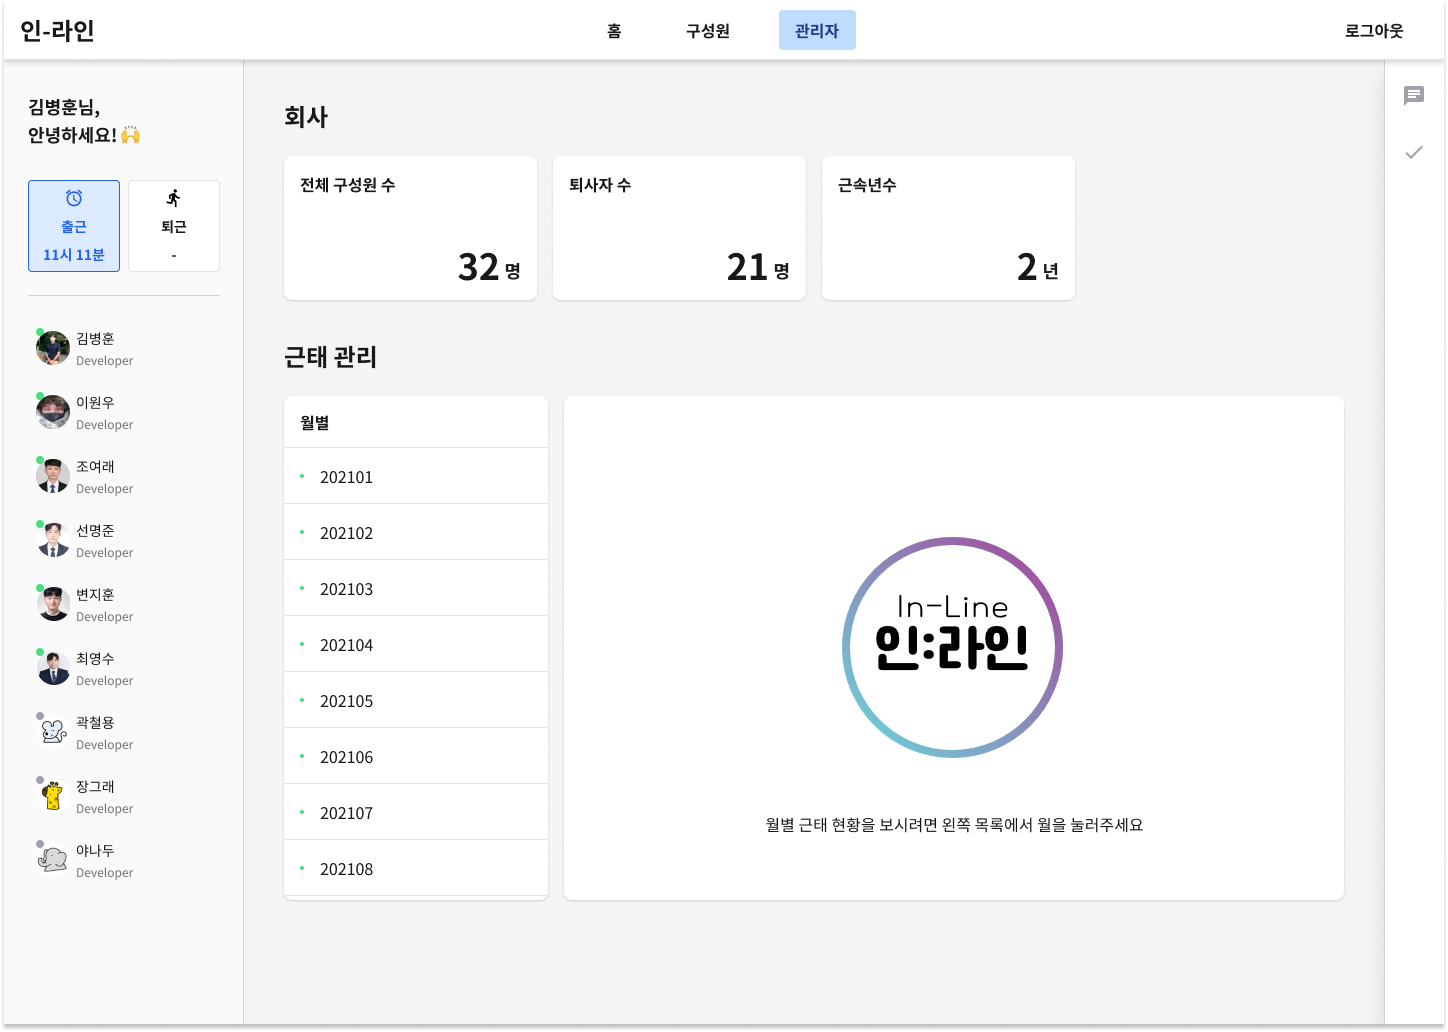 인-라인
홈
구성원
관리자
로그아웃
김병훈님,
안녕하세요! 🙌
출근
11시 11분
퇴근
-
김병훈
Developer
이원우
Developer
조여래
Developer
선명준
Developer
변지훈
Developer
최영수
Developer
곽철용
Developer
장그래
Developer
야나두
Developer
회사
전체 구성원 수
32 명
퇴사자 수
21 명
근속년수
2 년
근태 관리
월별
202101
202102
202103
202104
202105
202106
202107
202108
In-Line
인:라인
월별 근태 현황을 보시려면 왼쪽 목록에서 월을 눌러주세요